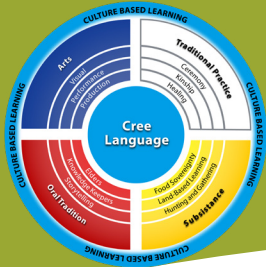 CULTURE BASED LEARNING
CULTURE BASED LEARNING
CULTURE BASED LEARNING
CULTURE BASED LEARNING
Arts
Visual
Performance
Production
Traditional Practice
Ceremony
Kinship
Healing
Cree
Language
Oral Tradition
Elders
Knowledge Keepers
Storytelling
Food Sovereignty
Land-Based Learning
Hunting and Gathering
Subsistance